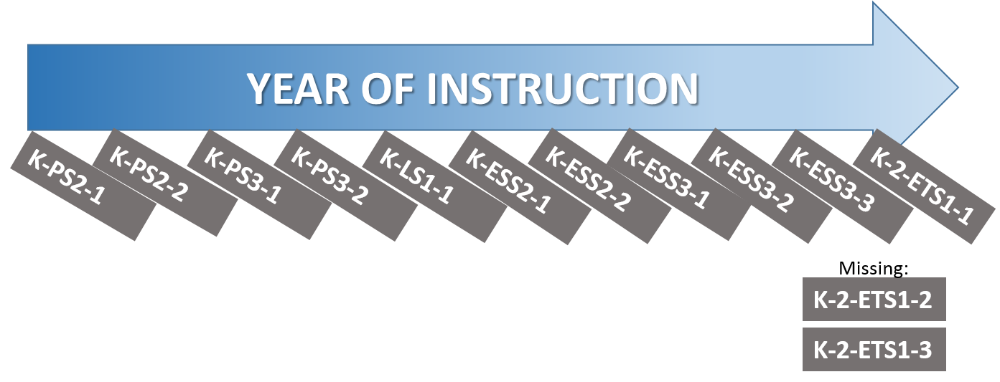 YEAR OF INSTRUCTION
K-PS2-1
K-PS2-2
K-PS3-1
K-PS3-2
K-LS1-1
K-ESS2-1
K-ESS2-2
K-ESS3-1
K-ESS3-2
K-ESS3-3
K-2-ETS1-1
Missing:
K-2-ETS1-2
K-2-ETS1-3